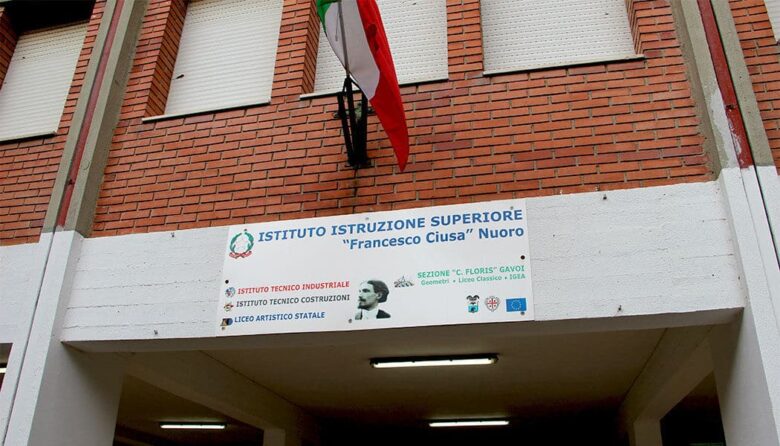 ISTITUTO ISTRUZIONE SUPERIORE
"Francesco Ciusa" Nuoro
ISTITUTO TECNICO INDUSTRIALE
ISTITUTO TECNICO COSTRUZIONI
LICEO ARTISTICO STATALE
SEZIONE "C. FLORIS" GAVOI
Geometri • Liceo Classico • IGEA